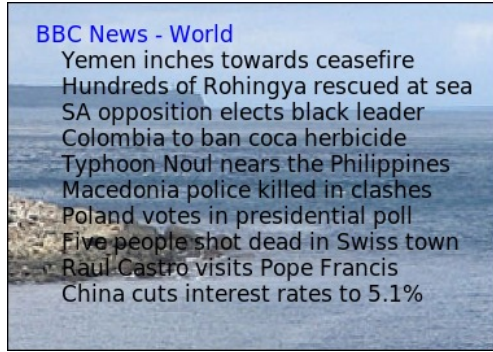 BBC News - World
Yemen inches towards ceasefire
Hundreds of Rohingya rescued at sea
SA opposition elects black leader
Colombia to ban coca herbicide
Typhoon Noul nears the Philippines
Macedonia police killed in clashes
Poland votes in presidential poll
Five people shot dead in Swiss town
Raul Castro visits Pope Francis
China cuts interest rates to 5.1%